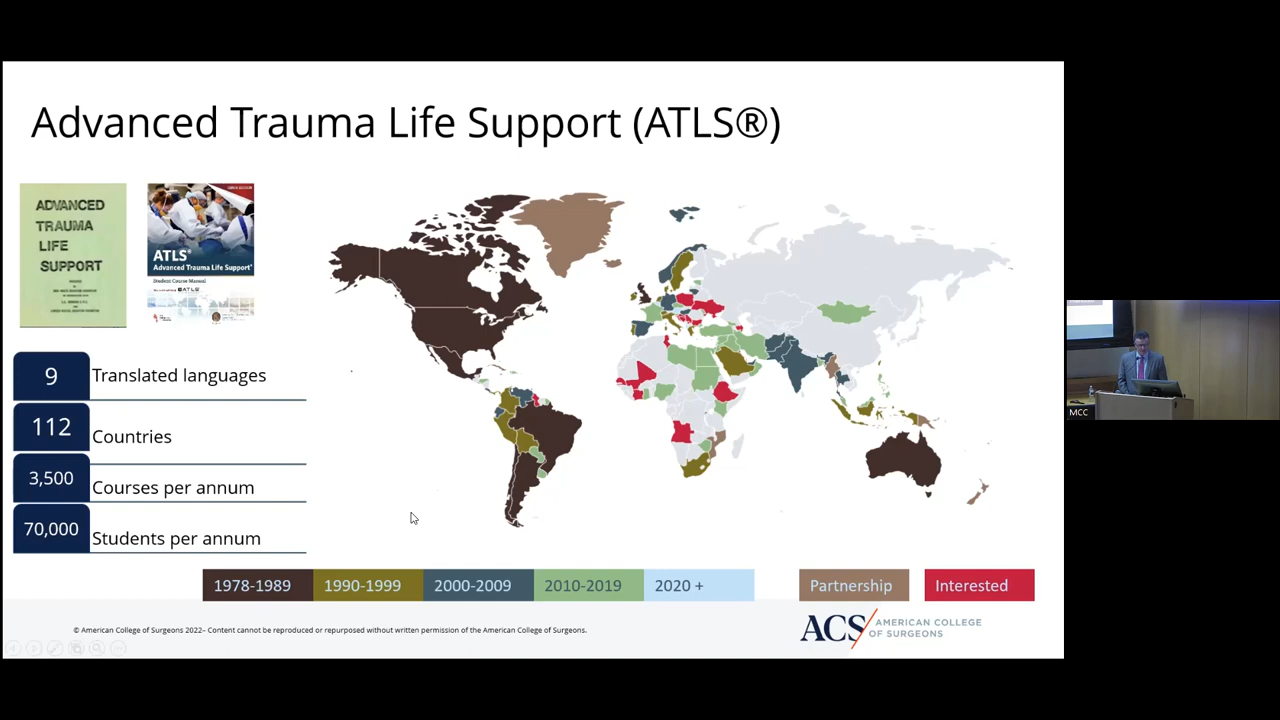 Advanced Trauma Life Support (ATLS®)
ADVANCED
TRAUMA
LIFE
SUPPORT
ATLS®
Advanced Trauma Life Support®
Student Course Manual
9
Translated languages
112
Countries
3,500
Courses per annum
70,000
Students per annum
1978-1989
1990-1999
2000-2009
2010-2019
2020 +
Partnership
Interested
© American College of Surgeons 2022– Content cannot be reproduced or repurposed without written permission of the American College of Surgeons.
ACS
AMERICAN COLLEGE
OF SURGEONS
MCC